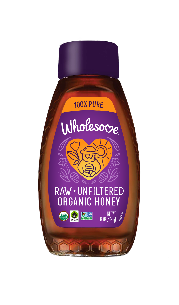 100% PURE
Wholesome
RAW • UNFILTERED
ORGANIC HONEY